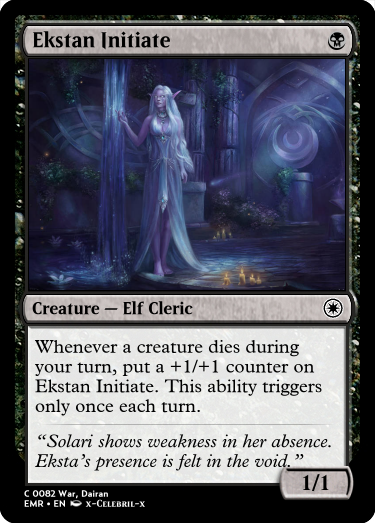 Ekstan Initiate
Creature — Elf Cleric
Whenever a creature dies during
your turn, put a +1/+1 counter on
Ekstan Initiate. This ability triggers
only once each turn.
“Solari shows weakness in her absence.
Eksta’s presence is felt in the void.”
1/1
C 0082 War, Dairan
EMR • EN x-Celebril-x